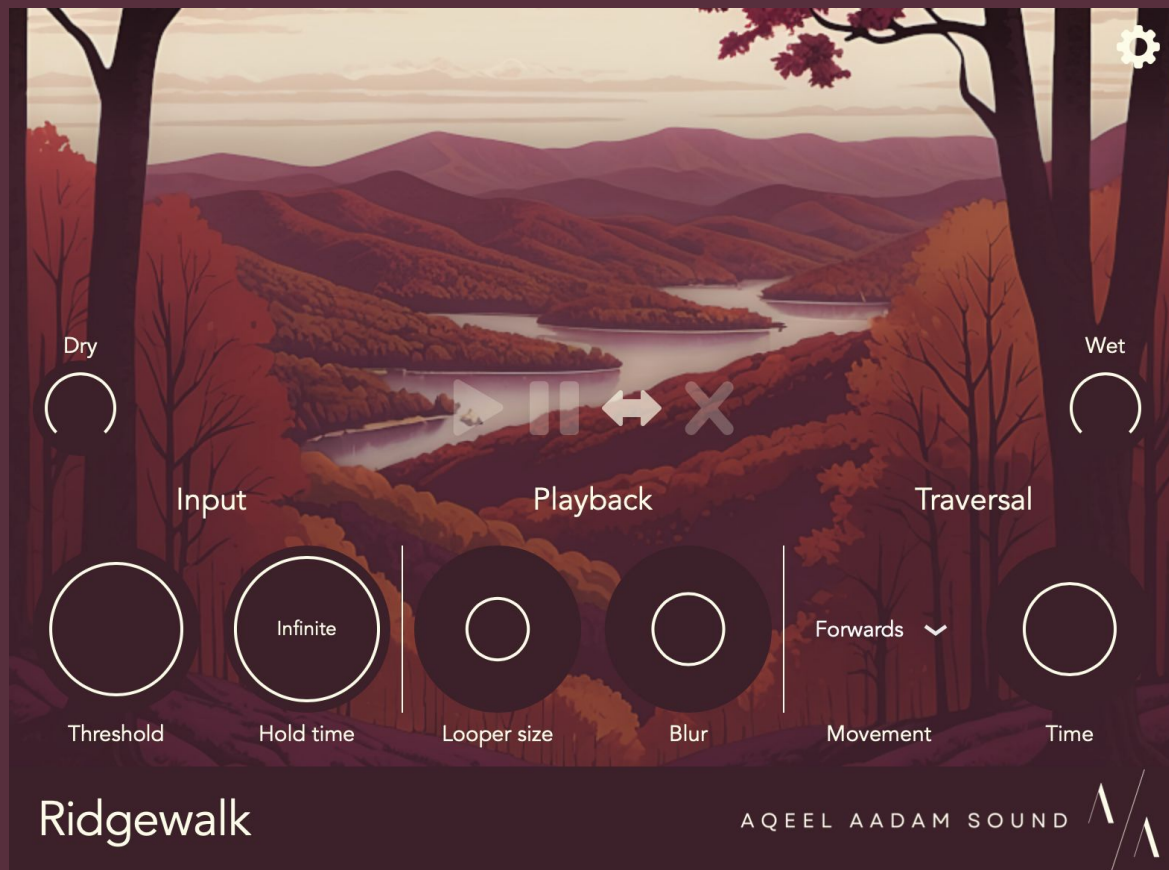 Dry
Wet
Input
Playback
Traversal
Infinite
Forwards
Threshold
Hold time
Looper size
Blur
Movement
Time
Ridgewalk
AQEEL AADAM SOUND